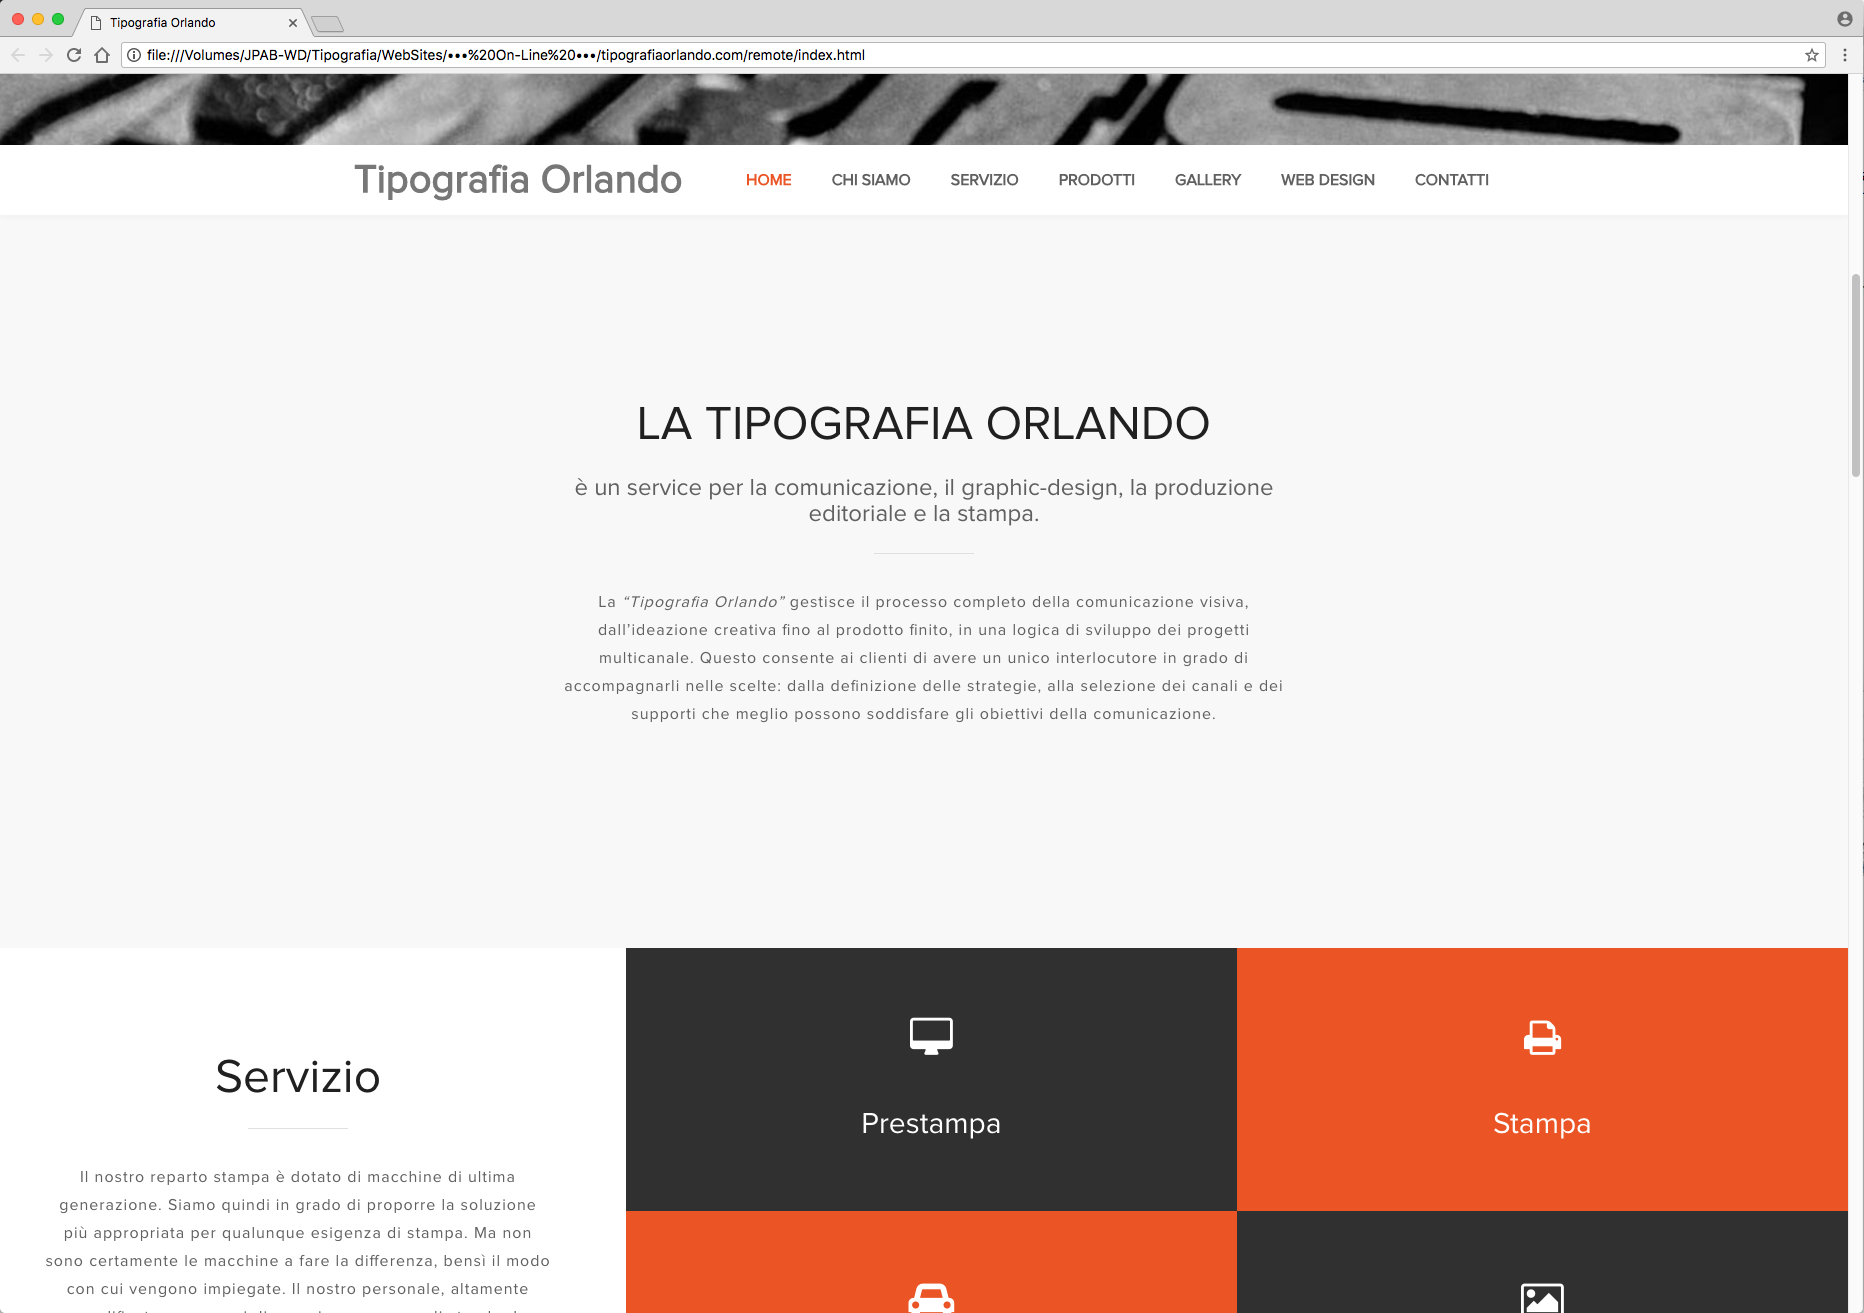 Tipografia Orlando
file:///Volumes/JPAB-WD/Tipografia/WebSites/•••%20On-Line%20•••/tipografiaorlando.com/remote/index.html
Tipografia Orlando HOME CHI SIAMO SERVIZIO PRODOTTI GALLERY WEB DESIGN CONTATTI
LA TIPOGRAFIA ORLANDO
è un service per la comunicazione, il graphic-design, la produzione
editoriale e la stampa.
La “Tipografia Orlando” gestisce il processo completo della comunicazione visiva,
dall’ideazione creativa fino al prodotto finito, in una logica di sviluppo dei progetti
multicanale. Questo consente ai clienti di avere un unico interlocutore in grado di
accompagnarli nelle scelte: dalla definizione delle strategie, alla selezione dei canali e dei
supporti che meglio possono soddisfare gli obiettivi della comunicazione.
Servizio
Il nostro reparto stampa è dotato di macchine di ultima
generazione. Siamo quindi in grado di proporre la soluzione
più appropriata per qualunque esigenza di stampa. Ma non
sono certamente le macchine a fare la differenza, bensì il modo
con cui vengono impiegate. Il nostro personale, altamente
Prestampa
Stampa